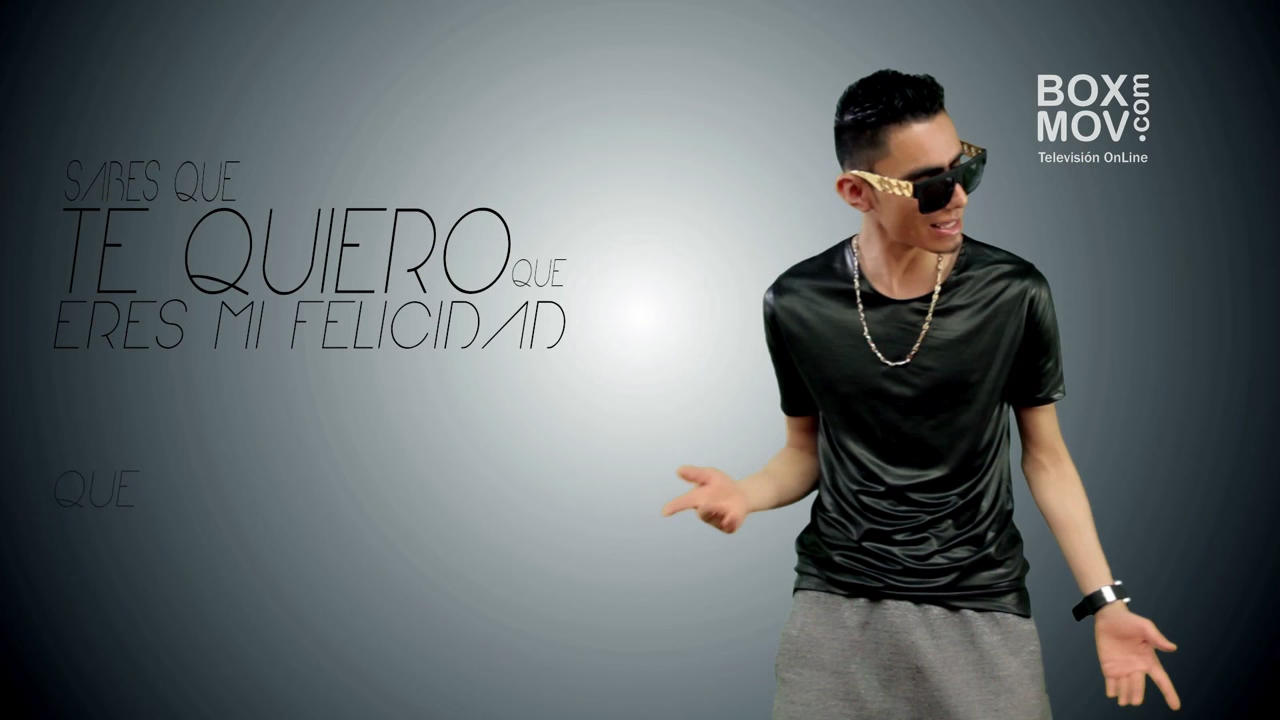 SABES QUE
TE QUIERO QUE
ERES MI FELICIDAD
QUE
BOX
MOV.com
Televisión OnLine